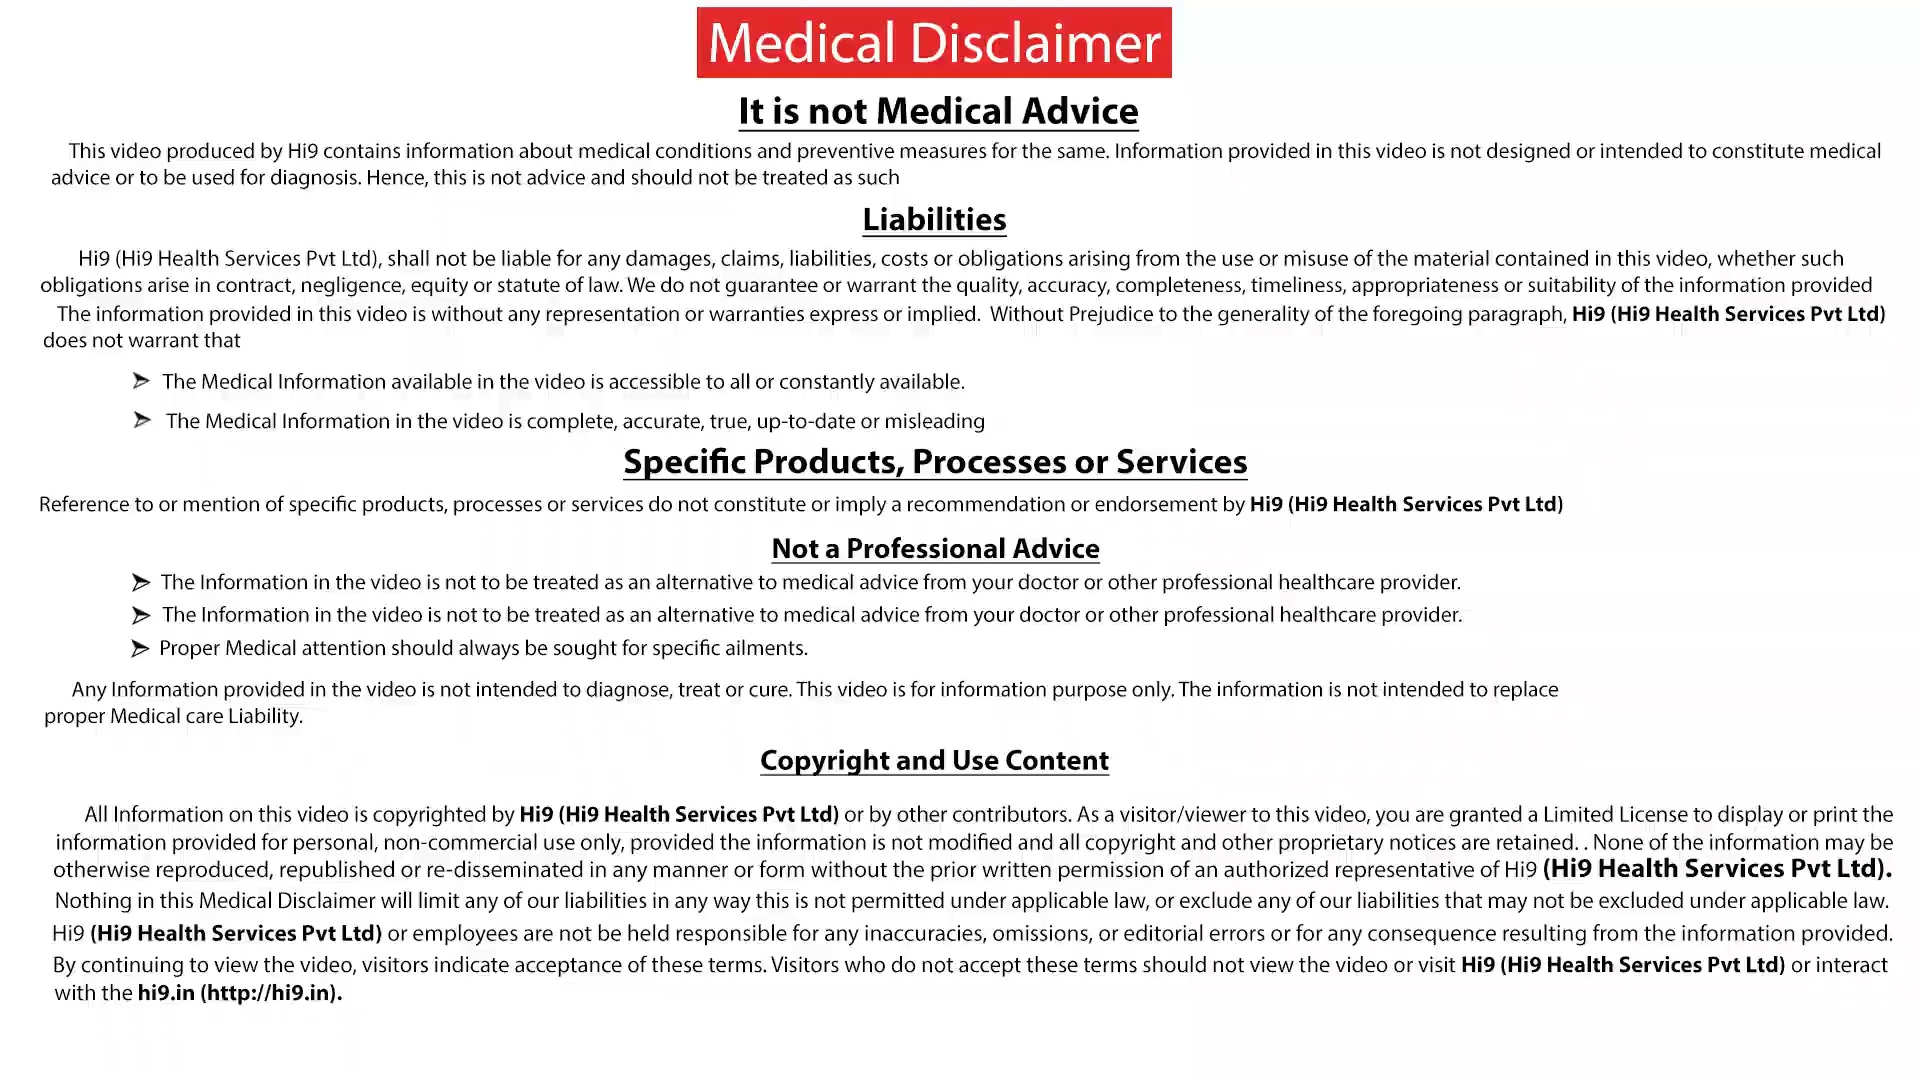 Medical Disclaimer
It is not Medical Advice
This video produced by Hi9 contains information about medical conditions and preventive measures for the same. Information provided in this video is not designed or intended to constitute medical
advice or to be used for diagnosis. Hence, this is not advice and should not be treated as such
Liabilities
Hi9 (Hi9 Health Services Pvt Ltd), shall not be liable for any damages, claims, liabilities, costs or obligations arising from the use or misuse of the material contained in this video, whether such
obligations arise in contract, negligence, equity or statute of law. We do not guarantee or warrant the quality, accuracy, completeness, timeliness, appropriateness or suitability of the information provided
The information provided in this video is without any representation or warranties express or implied. Without Prejudice to the generality of the foregoing paragraph, Hi9 (Hi9 Health Services Pvt Ltd)
does not warrant that
➢ The Medical Information available in the video is accessible to all or constantly available.
➢ The Medical Information in the video is complete, accurate, true, up-to-date or misleading
Specific Products, Processes or Services
Reference to or mention of specific products, processes or services do not constitute or imply a recommendation or endorsement by Hi9 (Hi9 Health Services Pvt Ltd)
Not a Professional Advice
➢ The Information in the video is not to be treated as an alternative to medical advice from your doctor or other professional healthcare provider.
➢ The Information in the video is not to be treated as an alternative to medical advice from your doctor or other professional healthcare provider.
➢ Proper Medical attention should always be sought for specific ailments.
Any Information provided in the video is not intended to diagnose, treat or cure. This video is for information purpose only. The information is not intended to replace
proper Medical care Liability.
Copyright and Use Content
All Information on this video is copyrighted by Hi9 (Hi9 Health Services Pvt Ltd) or by other contributors. As a visitor/viewer to this video, you are granted a Limited License to display or print the
information provided for personal, non-commercial use only, provided the information is not modified and all copyright and other proprietary notices are retained. . None of the information may be
otherwise reproduced, republished or re-disseminated in any manner or form without the prior written permission of an authorized representative of Hi9 (Hi9 Health Services Pvt Ltd).
Nothing in this Medical Disclaimer will limit any of our liabilities in any way this is not permitted under applicable law, or exclude any of our liabilities that may not be excluded under applicable law.
Hi9 (Hi9 Health Services Pvt Ltd) or employees are not be held responsible for any inaccuracies, omissions, or editorial errors or for any consequence resulting from the information provided.
By continuing to view the video, visitors indicate acceptance of these terms. Visitors who do not accept these terms should not view the video or visit Hi9 (Hi9 Health Services Pvt Ltd) or interact
with the hi9.in (http://hi9.in).